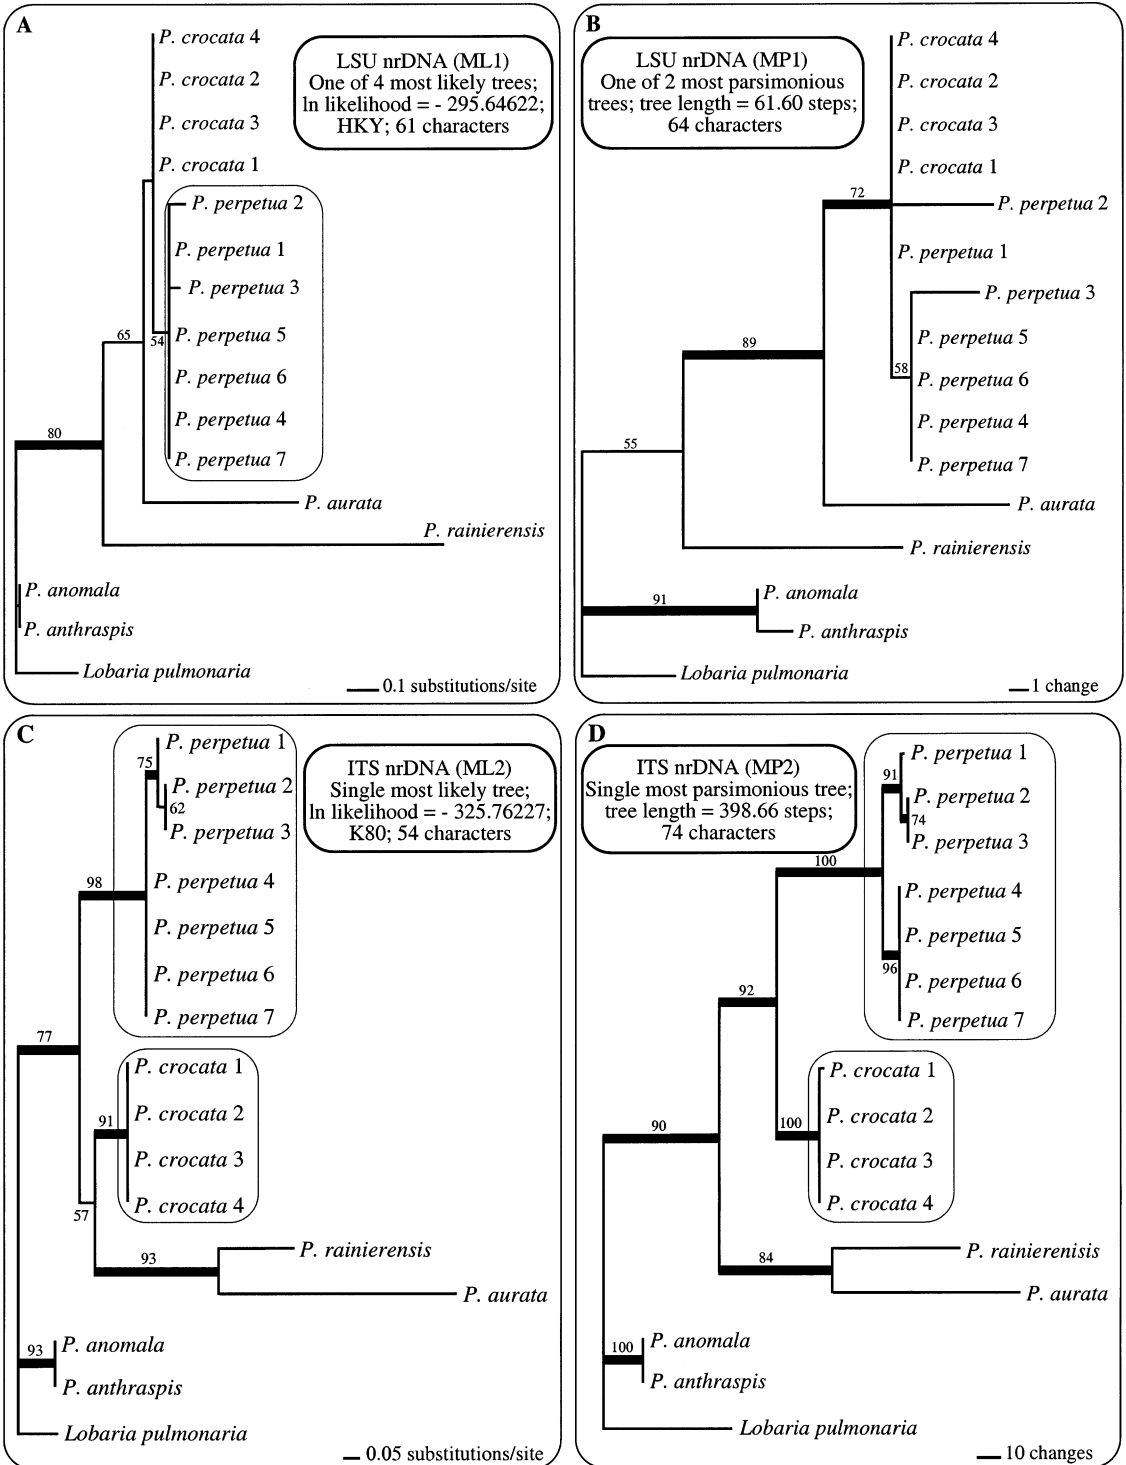 A
P. crocata 4
P. crocata 2
P. crocata 3
P. crocata 1
LSU nrDNA (ML1)
One of 4 most likely trees;
ln likelihood = - 295.64622;
HKY; 61 characters
P. perpetua 2
P. perpetua 1
P. perpetua 3
65
54
P. perpetua 5
P. perpetua 6
P. perpetua 4
80
P. perpetua 7
P. aurata
P. rainierensis
P. anomala
P. anthraspis
Lobaria pulmonaria
0.1 substitutions/site
B
LSU nrDNA (MP1)
One of 2 most parsimonious
trees; tree length = 61.60 steps;
64 characters
P. crocata 4
P. crocata 2
P. crocata 3
P. crocata 1
72
P. perpetua 2
P. perpetua 1
P. perpetua 3
89
P. perpetua 5
58
P. perpetua 6
P. perpetua 4
55
P. perpetua 7
P. aurata
P. rainierensis
91
P. anomala
P. anthraspis
Lobaria pulmonaria
1 change
C
P. perpetua 1
75
P. perpetua 2
62
P. perpetua 3
ITS nrDNA (ML2)
Single most likely tree;
ln likelihood = - 325.76227;
K80; 54 characters
98
P. perpetua 4
P. perpetua 5
P. perpetua 6
P. perpetua 7
77
P. crocata 1
91
P. crocata 2
P. crocata 3
P. crocata 4
57
P. rainierensis
93
P. aurata
93
P. anomala
P. anthraspis
Lobaria pulmonaria
0.05 substitutions/site
D
ITS nrDNA (MP2)
Single most parsimonious tree;
tree length = 398.66 steps;
74 characters
P. perpetua 1
91
P. perpetua 2
74
P. perpetua 3
100
P. perpetua 4
P. perpetua 5
96
P. perpetua 6
92
P. perpetua 7
P. crocata 1
100
P. crocata 2
90
P. crocata 3
P. crocata 4
P. rainierenisis
84
P. aurata
100
P. anomala
P. anthraspis
Lobaria pulmonaria
10 changes